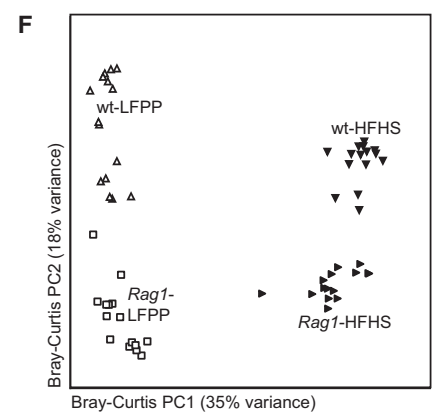 F
wt-LFPP
wt-HFHS
Rag1-
LFPP
Rag1-HFHS
Bray-Curtis PC2 (18% variance)
Bray-Curtis PC1 (35% variance)